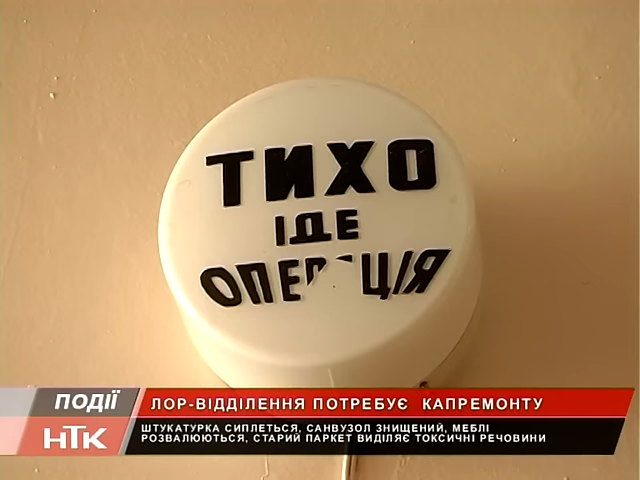 ТИХО
ІДЕ
ОПЕРАЦІЯ
ПОДІЇ
НТК
ЛОР-ВІДДІЛЕННЯ ПОТРЕБУЄ КАПРЕМОНТУ
ШТУКАТУРКА СИПЛЕТЬСЯ, САНВУЗОЛ ЗНИЩЕНИЙ, МЕБЛІ
РОЗВАЛЮЮТЬСЯ, СТАРИЙ ПАРКЕТ ВИДІЛЯЄ ТОКСИЧНІ РЕЧОВИНИ